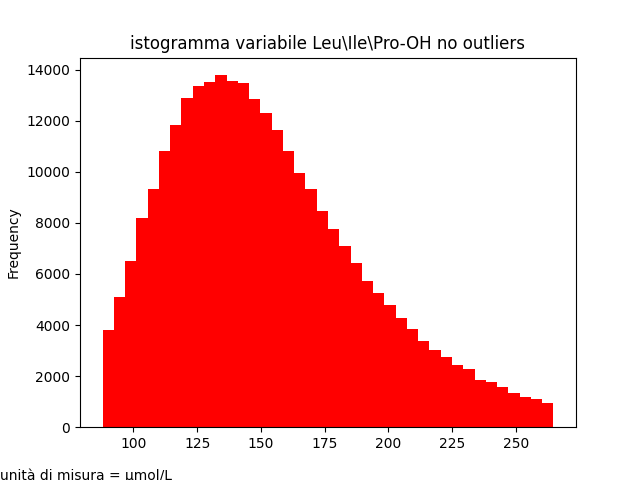 istogramma variabile Leu\Ile\Pro-OH no outliers
14000
12000
10000
8000
6000
4000
2000
0
Frequency
100 125 150 175 200 225 250
unità di misura = μmol/L